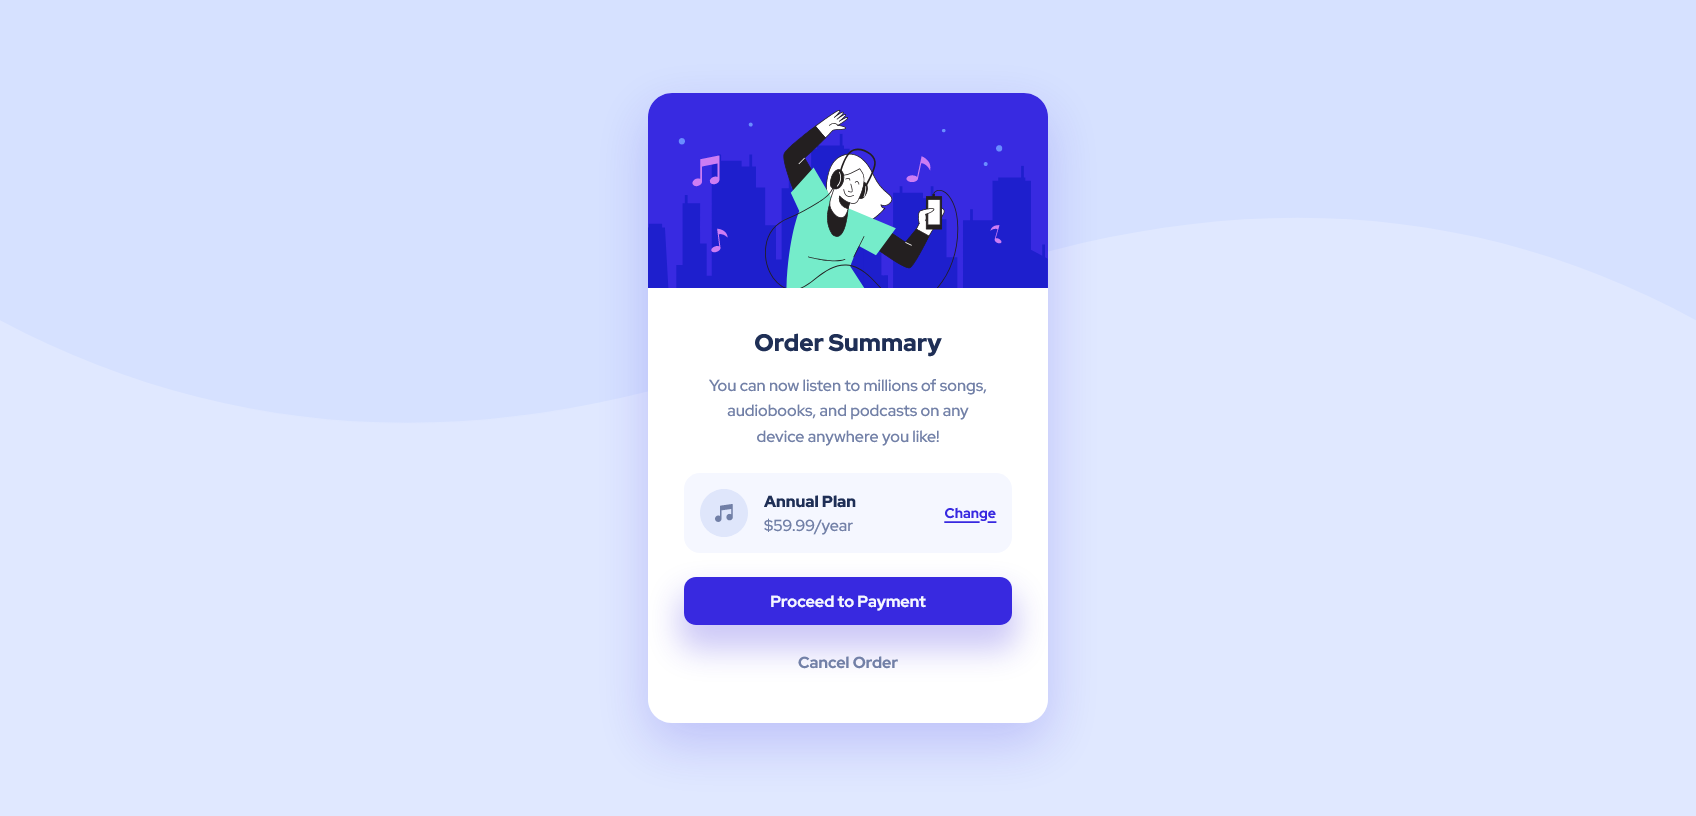 Order Summary
You can now listen to millions of songs,
audiobooks, and podcasts on any
device anywhere you like!
Annual Plan
$59.99/year
Change
Proceed to Payment
Cancel Order